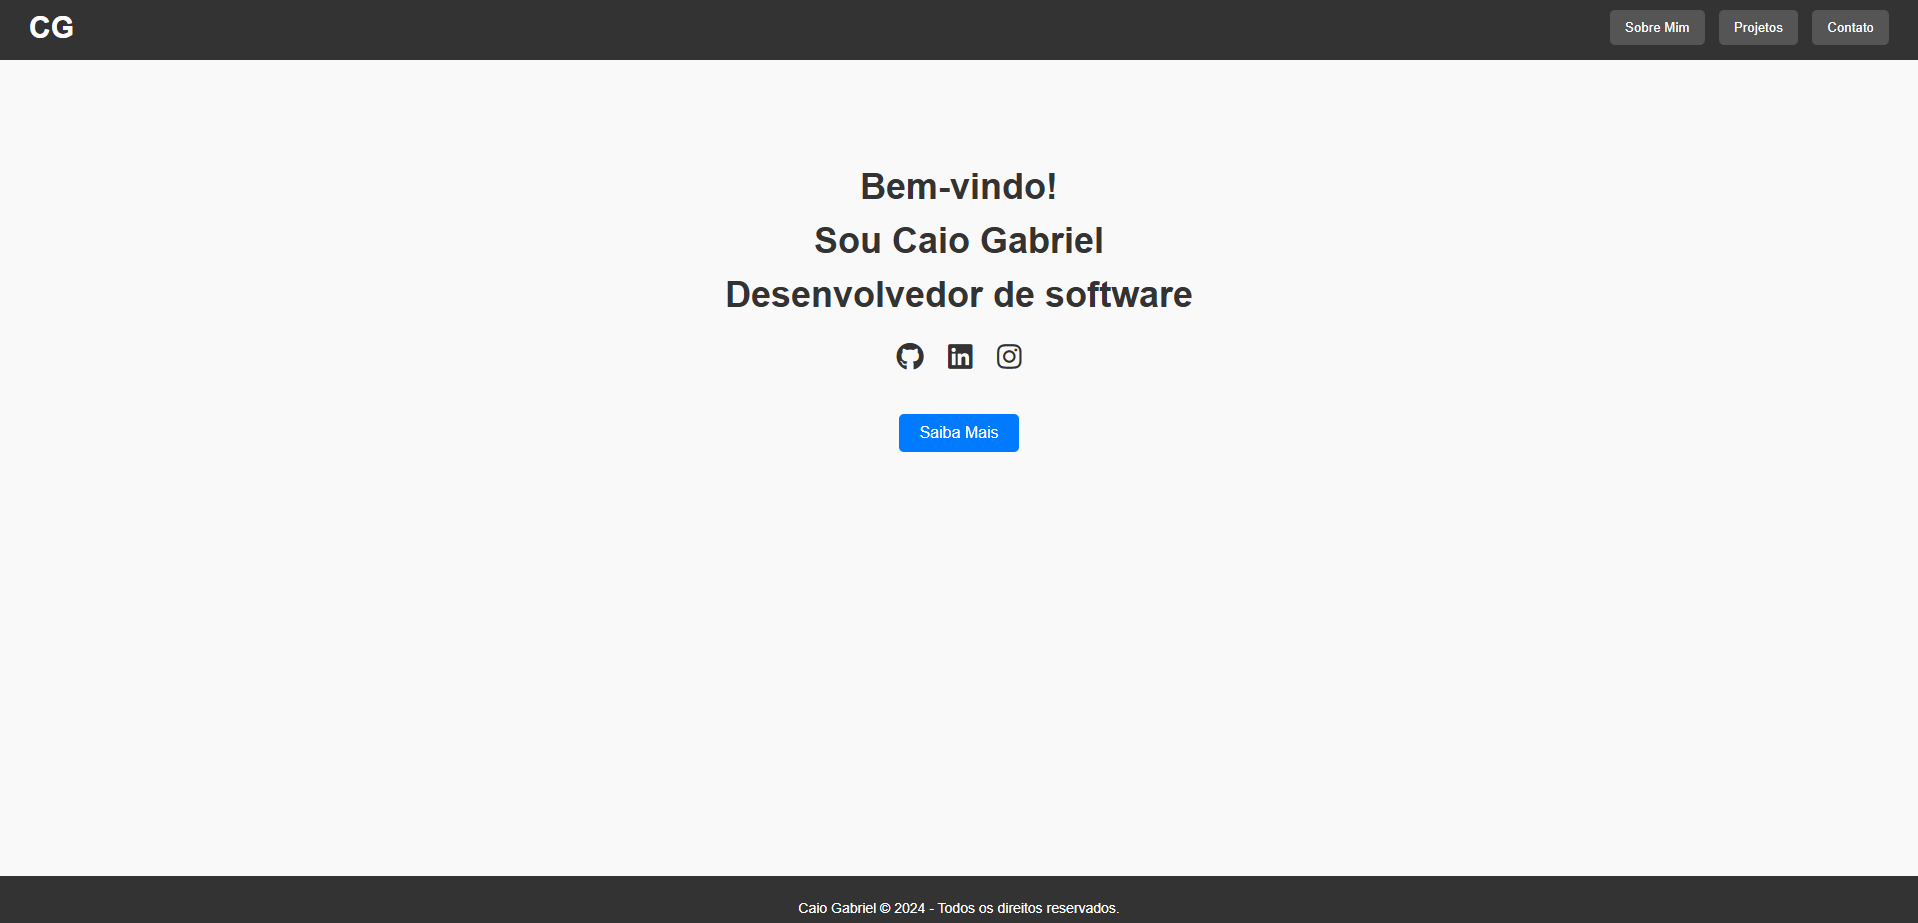 CG
Sobre Mim
Projetos
Contato
Bem-vindo!
Sou Caio Gabriel
Desenvolvedor de software
Saiba Mais
Caio Gabriel © 2024 - Todos os direitos reservados.